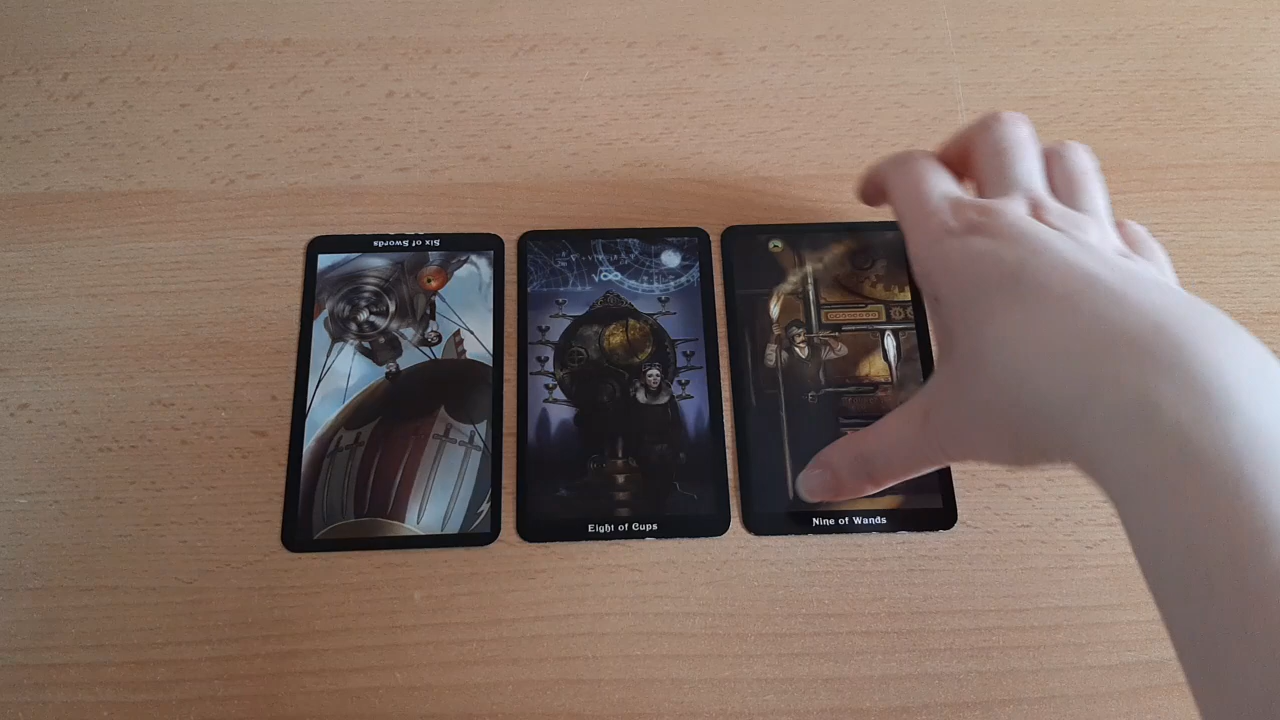 Six of Swords
√∞
Eight of Cups
Nine of Wands